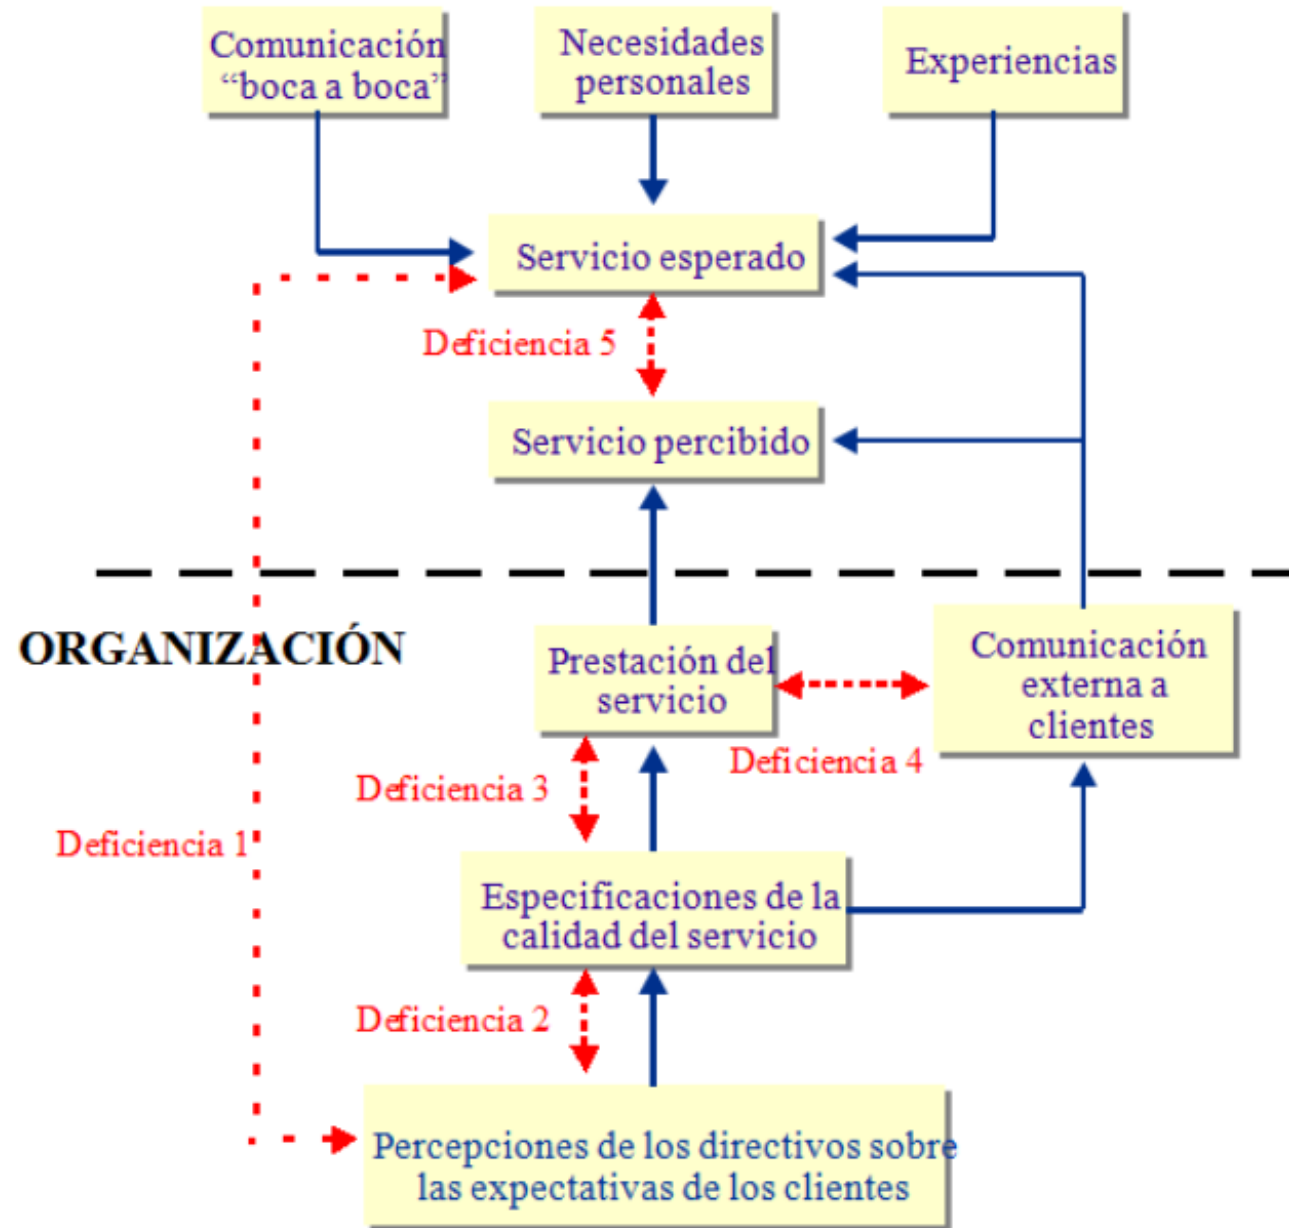 Comunicación
“boca a boca”
Necesidades
personales
Experiencias
Servicio esperado
Deficiencia 5
Servicio percibido
ORGANIZACIÓN
Prestación del
servicio
Comunicación
externa a
clientes
Deficiencia 4
Deficiencia 3
Deficiencia 1
Especificaciones de la
calidad del servicio
Deficiencia 2
Percepciones de los directivos sobre
las expectativas de los clientes